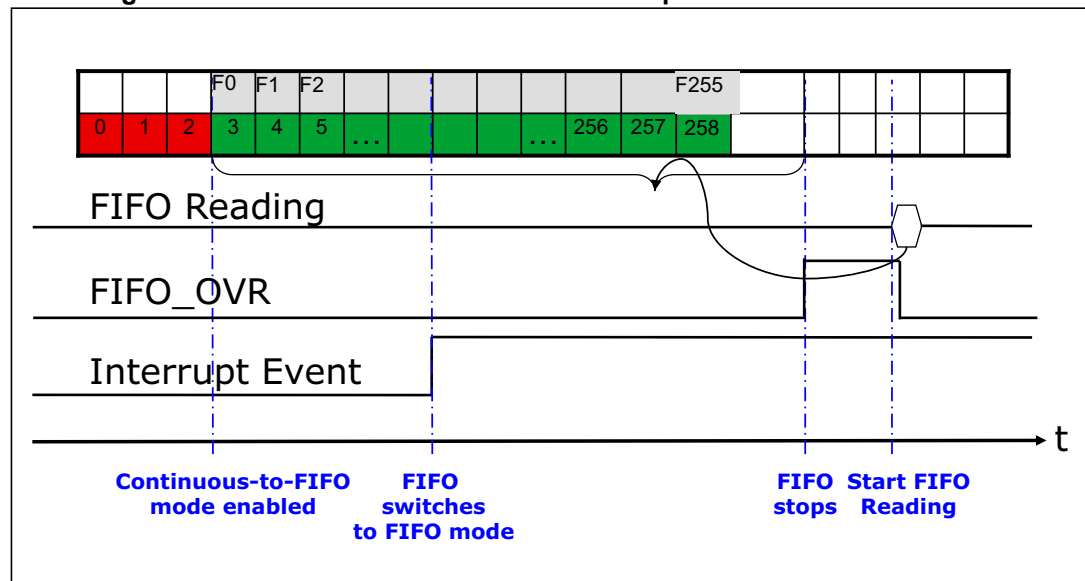 F0 F1 F2 F255
0 1 2 3 4 5 ... ... 256 257 258
FIFO Reading
FIFO_OVR
Interrupt Event
t
Continuous-to-FIFO
mode enabled
FIFO
switches
to FIFO mode
FIFO
stops
Start FIFO
Reading